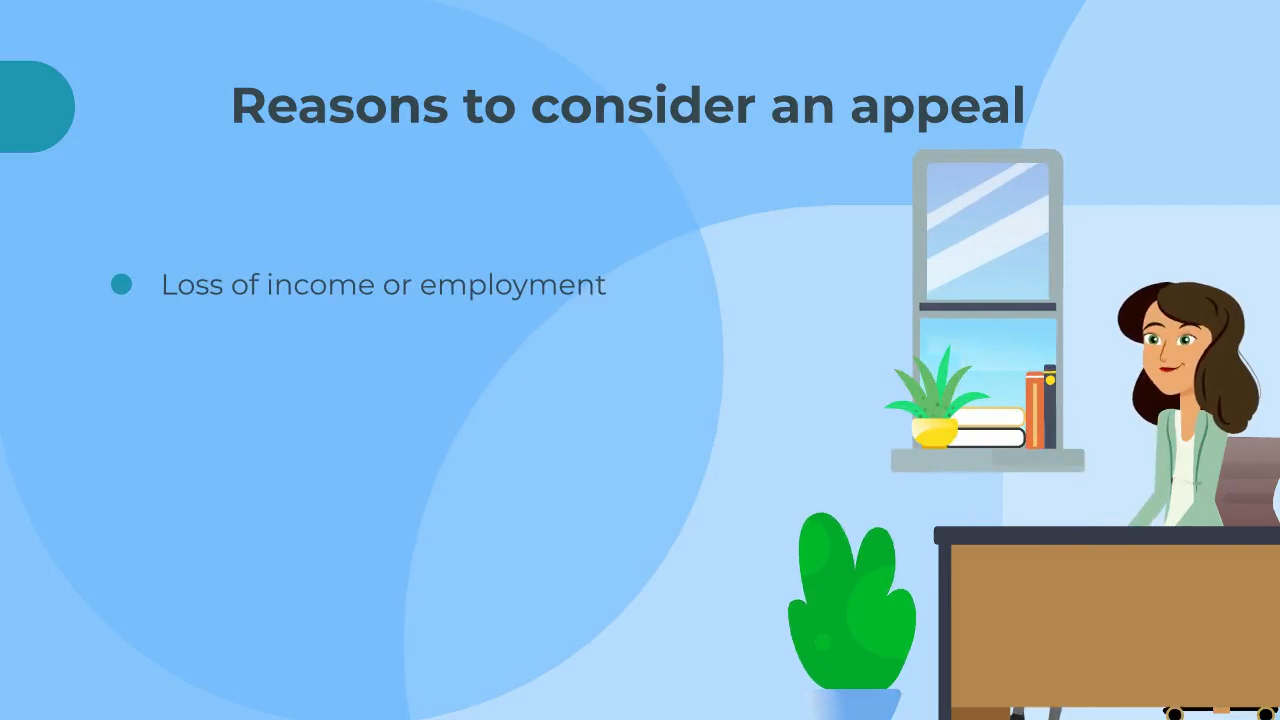 Reasons to consider an appeal
Loss of income or employment